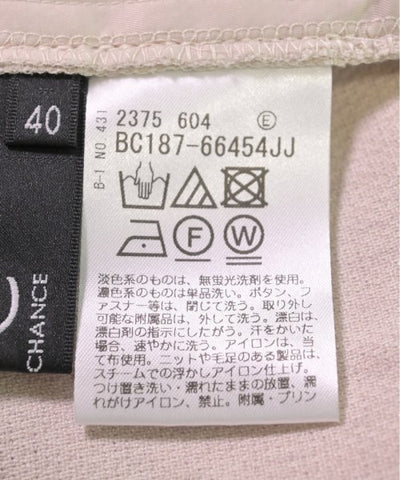 40
CHANCE
B-1 NO. 431
2375 604 E
BC187-66454JJ
F W
淡色系のものは、無蛍光洗剤を使用。
濃色系のものは単品洗い。ボタン、フ
ァスナー等は、閉じて洗う。取り外し
可能な附属品は、外して洗う。漂白は、
漂白剤の指示にしたがう。汗をかいた
場合、速やかに洗う。アイロンは、当
て布使用。ニットや毛足のある製品は、
スチームでの浮かしアイロン仕上げ。
つけ置き洗い・濡れたままの放置、濡
れがけアイロン、禁止。附属・プリン